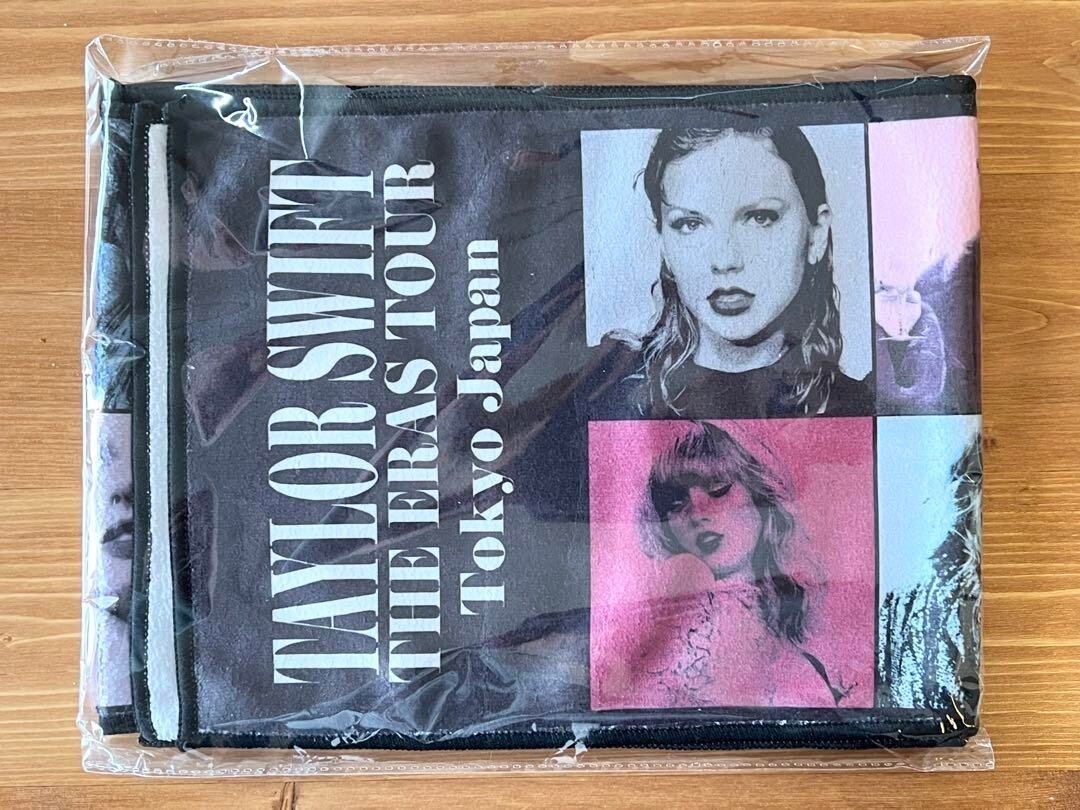 TAYLOR SWIFT
THE ERAS TOUR
Tokyo Japan